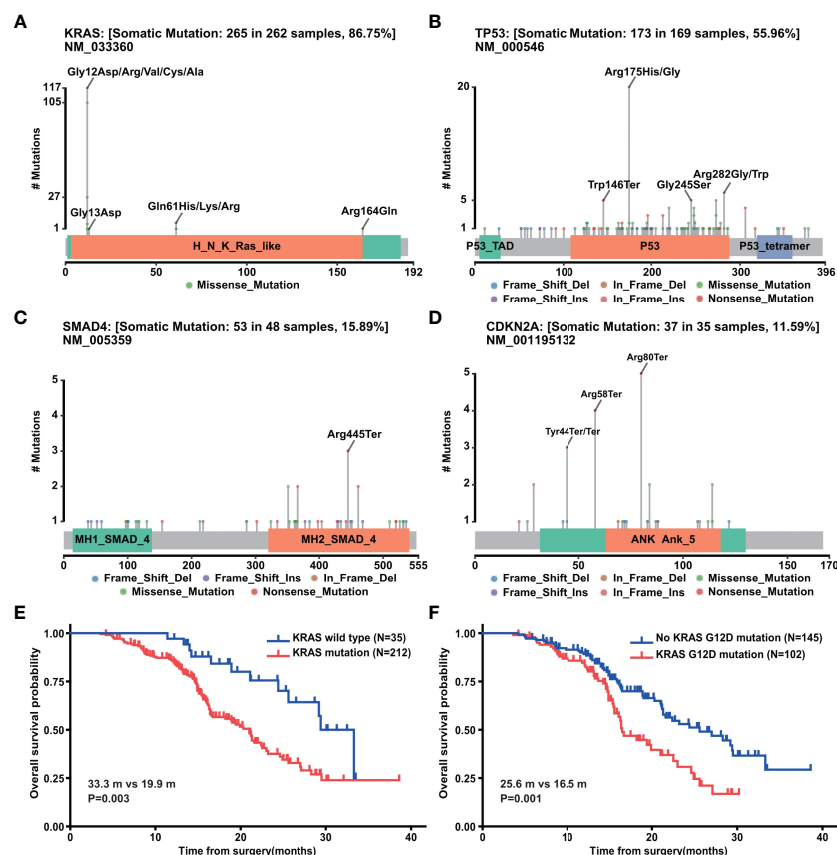 A
KRAS: [Somatic Mutation: 265 in 262 samples, 86.75%]
NM_033360
Gly12Asp/Arg/Val/Cys/Ala
117
105
27
1
# Mutations
Gly13Asp
Gln61His/Lys/Arg
Arg164Gln
H_N_K_Ras_like
0
50
100
150
192
Missense_Mutation
B
TP53: [Somatic Mutation: 173 in 169 samples, 55.96%]
NM_000546
Arg175His/Gly
20
5
1
# Mutations
Trp146Ter
Gly245Ser
Arg282Gly/Trp
P53_TAD
P53
P53_tetramer
0
100
200
300
396
Frame_Shift_Del
In_Frame_Del
Missense_Mutation
Frame_Shift_Ins
In_Frame_Ins
Nonsense_Mutation
C
SMAD4: [Somatic Mutation: 53 in 48 samples, 15.89%]
NM_005359
5
4
3
2
1
# Mutations
Arg445Ter
MH1_SMAD_4
MH2_SMAD_4
0
100
200
300
400
500
555
Frame_Shift_Del
Frame_Shift_Ins
In_Frame_Del
Missense_Mutation
Nonsense_Mutation
D
CDKN2A: [Somatic Mutation: 37 in 35 samples, 11.59%]
NM_001195132
Arg80Ter
5
4
3
2
1
# Mutations
Arg58Ter
Tyr44Ter/Ter
ANK
Ank_5
0
50
100
150
170
Frame_Shift_Del
In_Frame_Del
Missense_Mutation
Frame_Shift_Ins
In_Frame_Ins
Nonsense_Mutation
E
1.00
0.75
0.50
0.25
0.00
Overall survival probability
KRAS wild type (N=35)
KRAS mutation (N=212)
33.3 m vs 19.9 m
P=0.003
0
10
20
30
40
Time from surgery(months)
F
1.00
0.75
0.50
0.25
0.00
Overall survival probability
No KRAS G12D mutation (N=145)
KRAS G12D mutation (N=102)
25.6 m vs 16.5 m
P=0.001
0
10
20
30
40
Time from surgery(months)